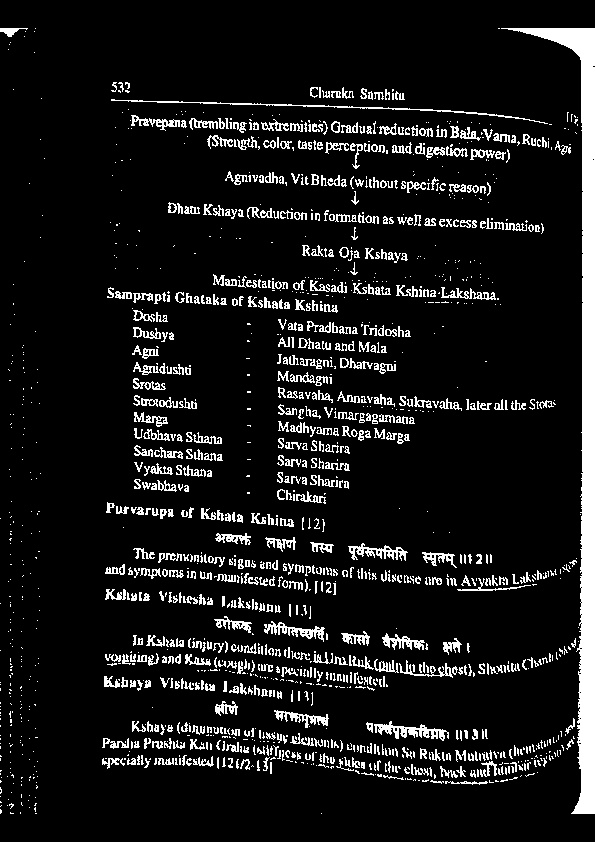 532
Charaka Samhita
Pravepana (trembling in extremities) Gradual reduction in Bala, Varna, Ruchi, Agni
(Strength, color, taste perception, and digestion power)
↓
Agnivadha, Vit Bheda (without specific reason)
↓
Dhatu Kshaya (Reduction in formation as well as excess elimination)
↓
Rakta Oja Kshaya
↓
Manifestation of Kasadi Kshata Kshina Lakshana.
Samprapti Ghataka of Kshata Kshina
Dosha - Vata Pradhana Tridosha
Dushya - All Dhatu and Mala
Agni - Jatharagni, Dhatvagni
Agnidushti - Mandagni
Srotas - Rasavaha, Annavaha, Sukravaha, later all the Srotas
Strotodushti - Sangha, Vimargagamana
Marga - Madhyama Roga Marga
Udbhava Sthana - Sarva Sharira
Sanchara Sthana - Sarva Sharira
Vyakta Sthana - Sarva Sharira
Swabhava - Chirakari
Purvarupa of Kshata Kshina [12]
अव्यक्तं लक्षणं तस्य पूर्वरूपमिति स्मृतम् ॥१२॥
The premonitory signs and symptoms of this disease are in Avyakta Lakshana (signs
and symptoms in un-manifested form). [12]
Kshata Vishesha Lakshana [13]
उरोरुक् शोणितच्छर्दिः कासो वैशेषिकः क्षते ।
In Kshata (injury) condition there is Uro Ruk (pain in the chest), Shonita Chardi (blood
vomiting) and Kasa (cough) are specially manifested.
Kshaya Vishesha Lakshana [13]
क्षीणे सरक्तमूत्रत्वं पार्श्वपृष्ठकटिग्रहः ॥१३॥
Kshaya (diminution of tissue elements) condition Sa Rakta Mutratva (hematuria) and
Parsha Prushta Kati Graha (stiffness of the sides of the chest, back and lumbar region) are
specially manifested [12½-13]